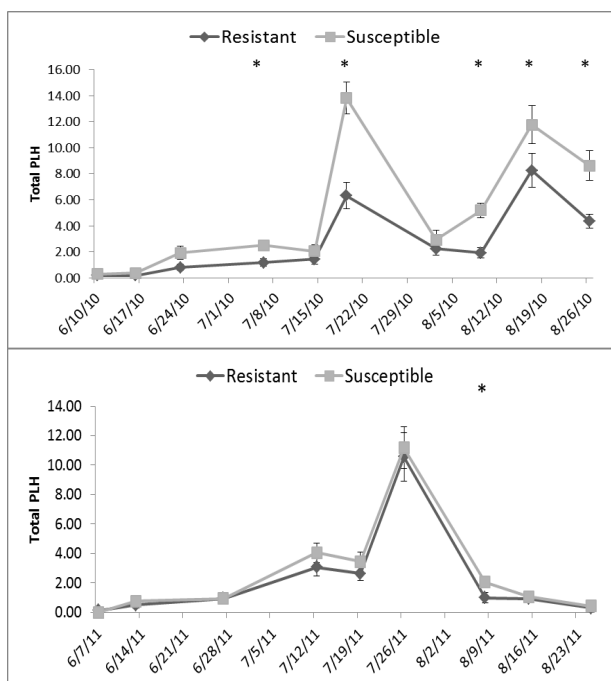 Resistant Susceptible
* * * * *
16.00
14.00
12.00
10.00
8.00
6.00
4.00
2.00
0.00
Total PLH
6/10/10 6/17/10 6/24/10 7/1/10 7/8/10 7/15/10 7/22/10 7/29/10 8/5/10 8/12/10 8/19/10 8/26/10
Resistant Susceptible
*
14.00
12.00
10.00
8.00
6.00
4.00
2.00
0.00
Total PLH
6/7/11 6/14/11 6/21/11 6/28/11 7/5/11 7/12/11 7/19/11 7/26/11 8/2/11 8/9/11 8/16/11 8/23/11